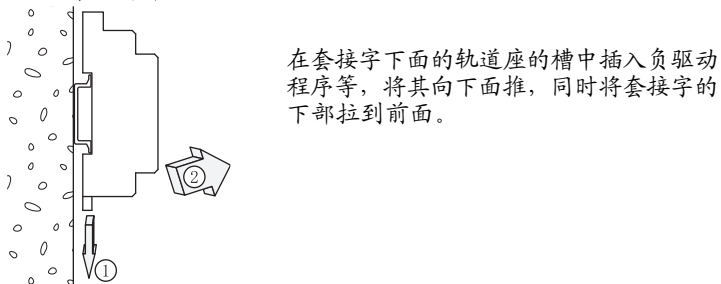 在套接字下面的轨道座的槽中插入负驱动
程序等，将其向下面推，同时将套接字的
下部拉到前面。
②
①